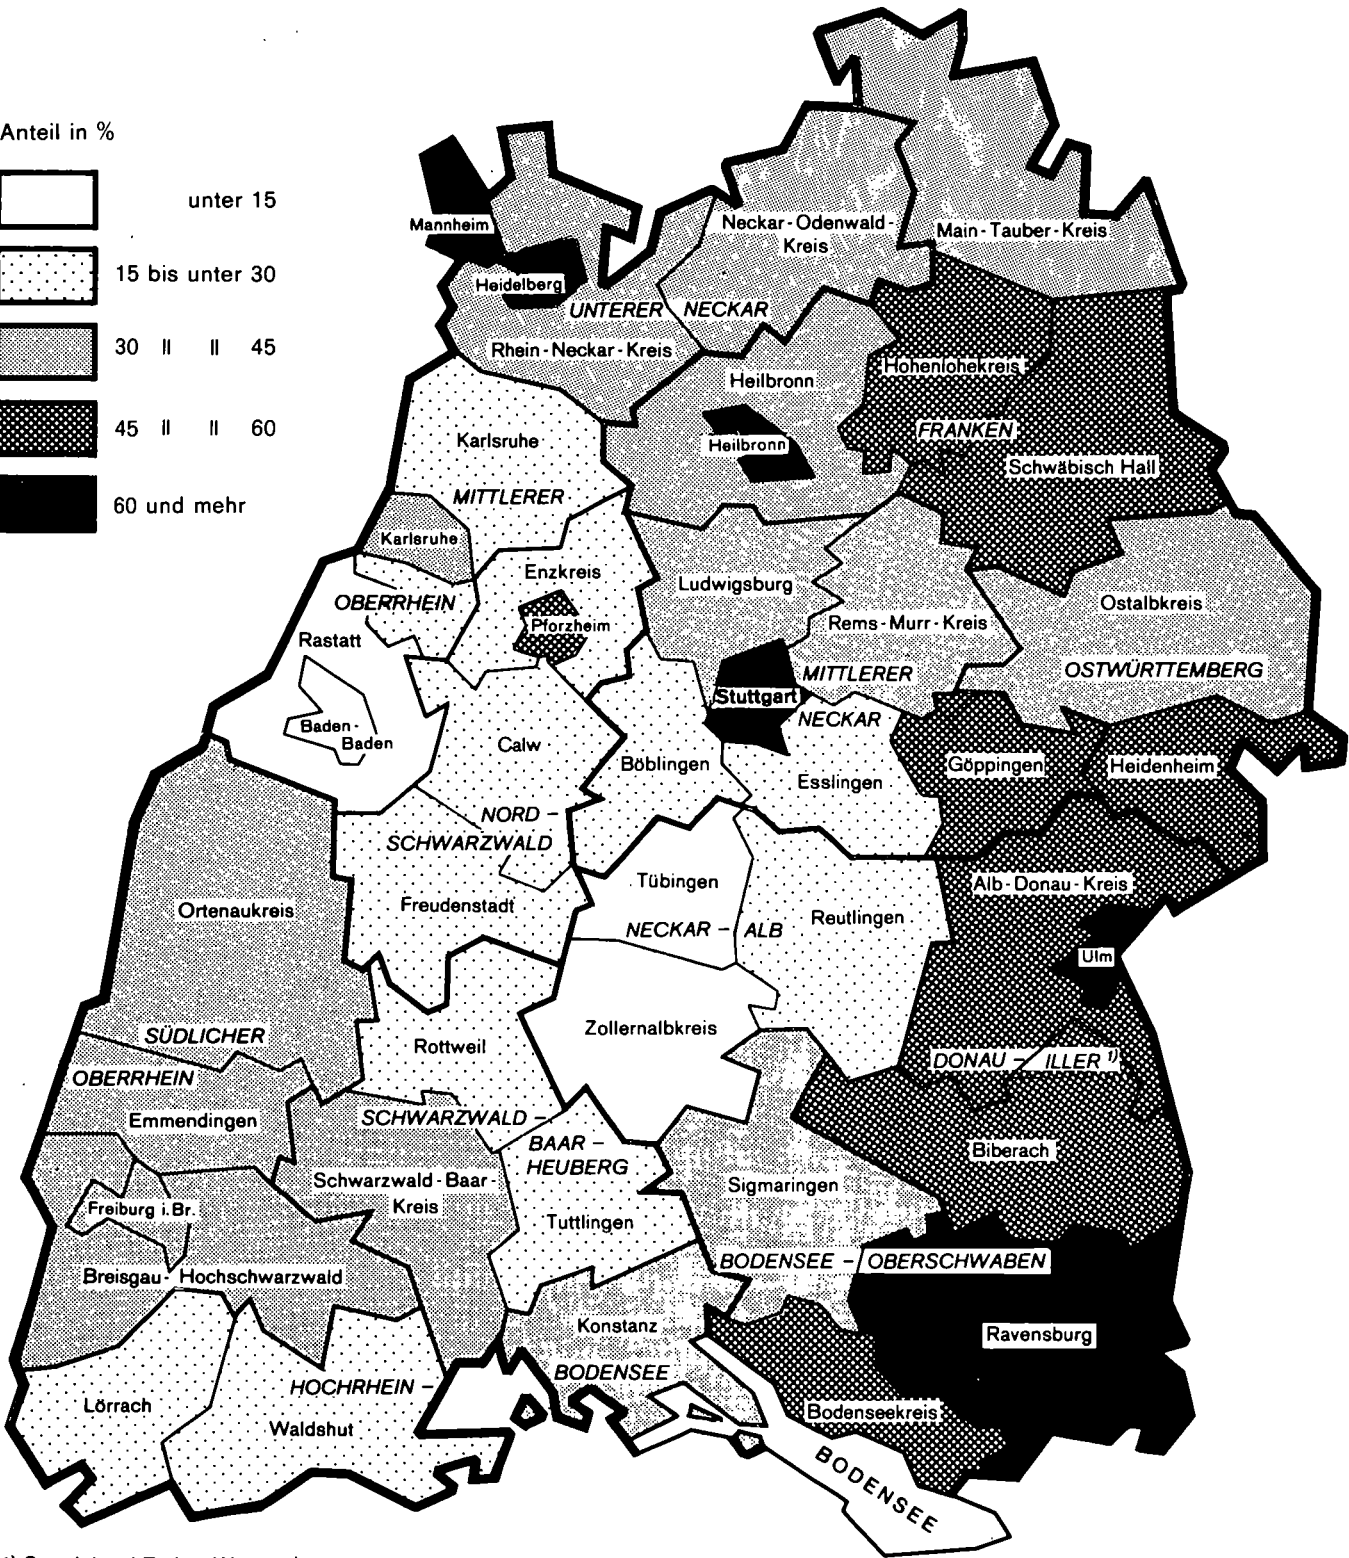 Anteil in %
unter 15
15 bis unter 30
30 II II 45
45 II II 60
60 und mehr
Mannheim
Heidelberg
Neckar-Odenwald-
Kreis
Main-Tauber-Kreis
UNTERER NECKAR
Rhein-Neckar-Kreis
Heilbronn
Hohenlohekreis
Karlsruhe
Heilbronn
FRANKEN
Schwäbisch Hall
MITTLERER
Karlsruhe
Enzkreis
Ludwigsburg
OBERRHEIN
Ostalbkreis
Pforzheim
Rems-Murr-Kreis
Rastatt
MITTLERER
OSTWÜRTTEMBERG
Stuttgart
NECKAR
Baden-
Baden
Calw
Böblingen
Esslingen
Göppingen
Heidenheim
NORD-
SCHWARZWALD
Tübingen
Alb-Donau-Kreis
Ortenaukreis
Freudenstadt
Reutlingen
NECKAR - ALB
Ulm
Zollernalbkreis
SÜDLICHER
Rottweil
DONAU - ILLER 1)
OBERRHEIN
Emmendingen
SCHWARZWALD-
BAAR-
HEUBERG
Biberach
Schwarzwald-Baar-
Kreis
Sigmaringen
Freiburg i.Br.
Tuttlingen
BODENSEE - OBERSCHWABEN
Breisgau-Hochschwarzwald
Konstanz
Ravensburg
BODENSEE
HOCHRHEIN-
Lörrach
Waldshut
Bodenseekreis
BODENSEE